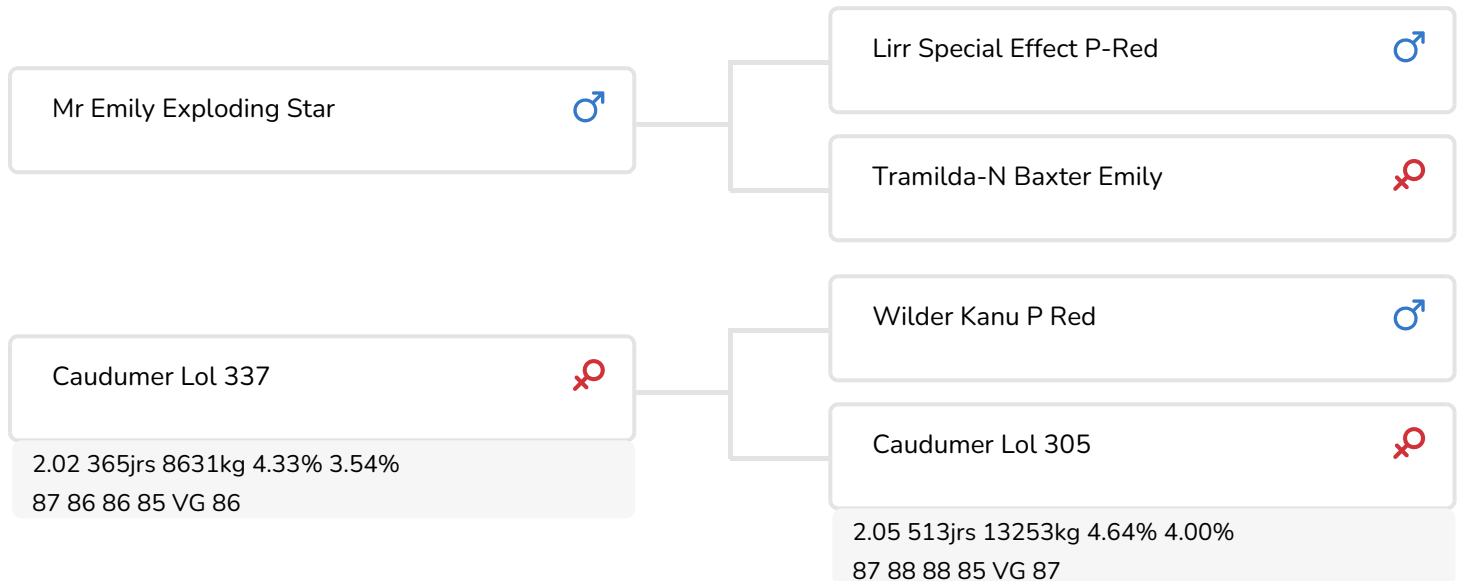 Mr Emily Exploding Star
Lirr Special Effect P-Red
Tramilda-N Baxter Emily
Caudumer Lol 337
2.02 365jrs 8631kg 4.33% 3.54%
87 86 86 85 VG 86
Wilder Kanu P Red
Caudumer Lol 305
2.05 513jrs 13253kg 4.64% 4.00%
87 88 88 85 VG 87